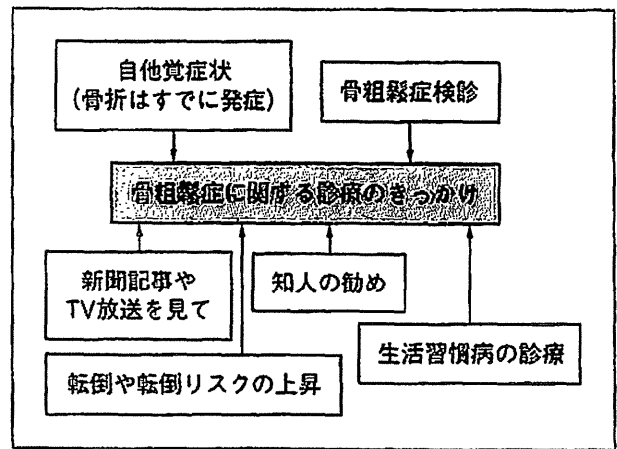 自他覚症状
(骨折はすでに発症)
骨粗鬆症検診
骨粗鬆症に関する診療のきっかけ
新聞記事や
TV放送を見て
知人の勧め
生活習慣病の診療
転倒や転倒リスクの上昇